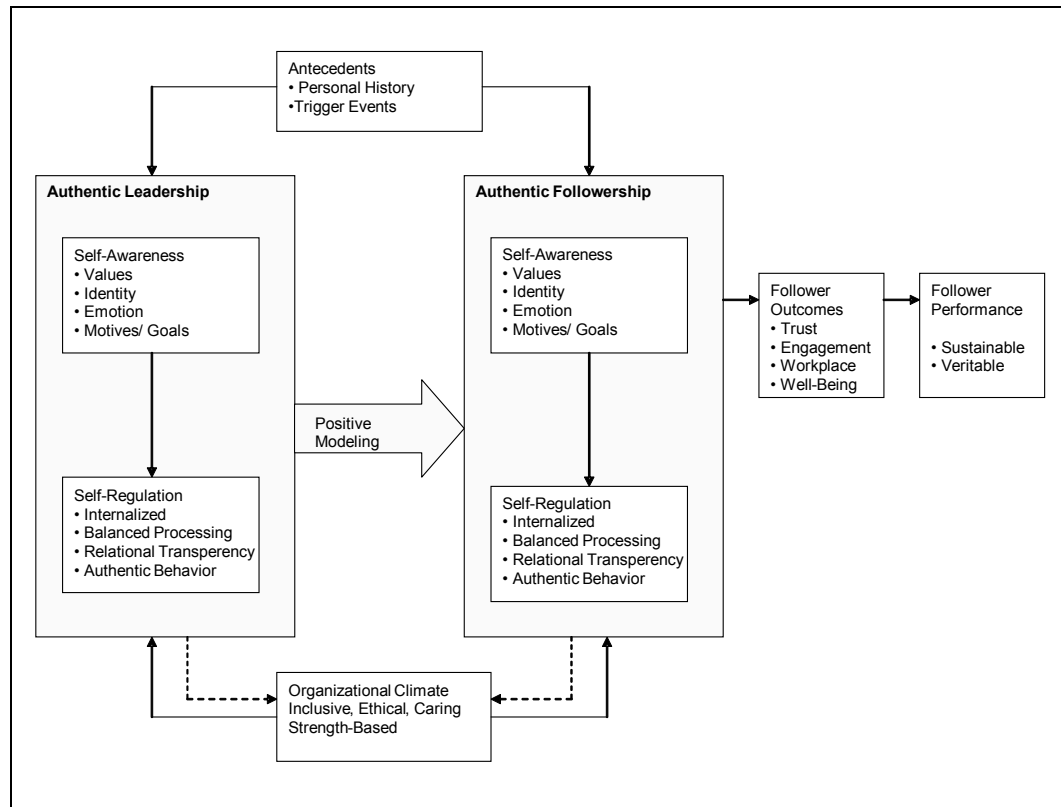 Antecedents
• Personal History
•Trigger Events
Authentic Leadership
Self-Awareness
• Values
• Identity
• Emotion
• Motives/ Goals
Self-Regulation
• Internalized
• Balanced Processing
• Relational Transperency
• Authentic Behavior
Positive
Modeling
Authentic Followership
Self-Awareness
• Values
• Identity
• Emotion
• Motives/ Goals
Self-Regulation
• Internalized
• Balanced Processing
• Relational Transperency
• Authentic Behavior
Follower
Outcomes
• Trust
• Engagement
• Workplace
• Well-Being
Follower
Performance
• Sustainable
• Veritable
Organizational Climate
Inclusive, Ethical, Caring
Strength-Based